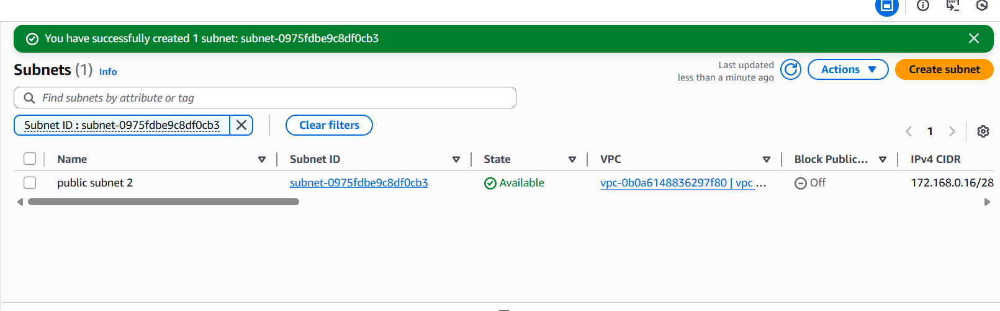 You have successfully created 1 subnet: subnet-0975fdbe9c8df0cb3
Subnets (1) Info
Last updated
less than a minute ago
Actions
Create subnet
Find subnets by attribute or tag
Subnet ID : subnet-0975fdbe9c8df0cb3
Clear filters
1
Name Subnet ID State VPC Block Public... IPv4 CIDR
public subnet 2 subnet-0975fdbe9c8df0cb3 Available vpc-0b0a6148836297f80 | vpc ... Off 172.168.0.16/28